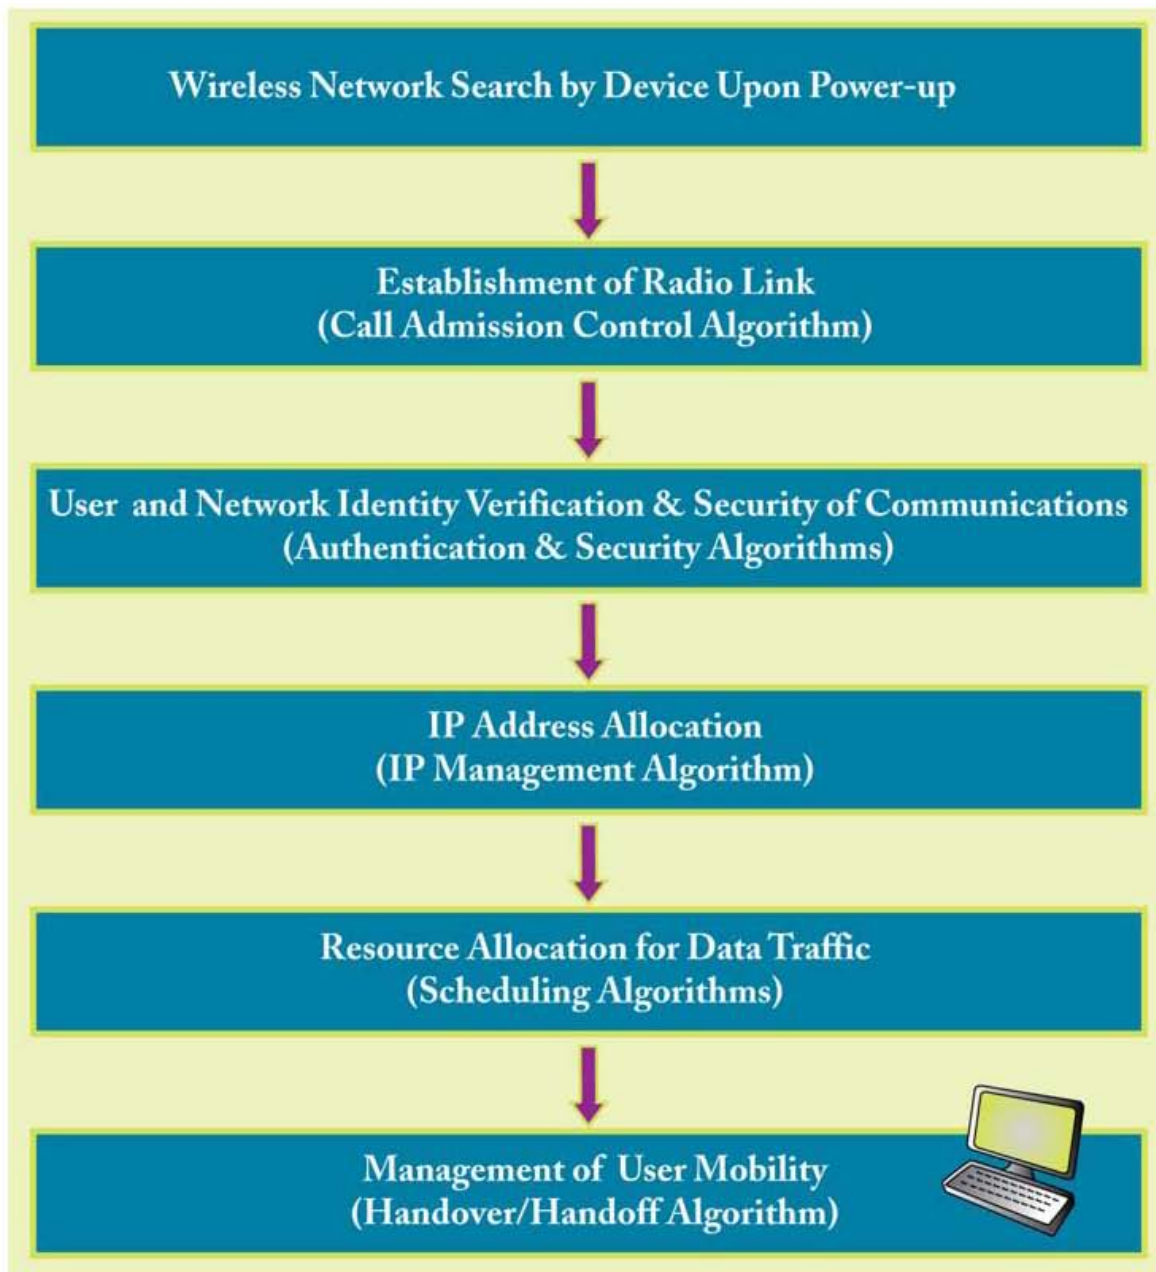 Wireless Network Search by Device Upon Power-up
Establishment of Radio Link
(Call Admission Control Algorithm)
User and Network Identity Verification & Security of Communications
(Authentication & Security Algorithms)
IP Address Allocation
(IP Management Algorithm)
Resource Allocation for Data Traffic
(Scheduling Algorithms)
Management of User Mobility
(Handover/Handoff Algorithm)